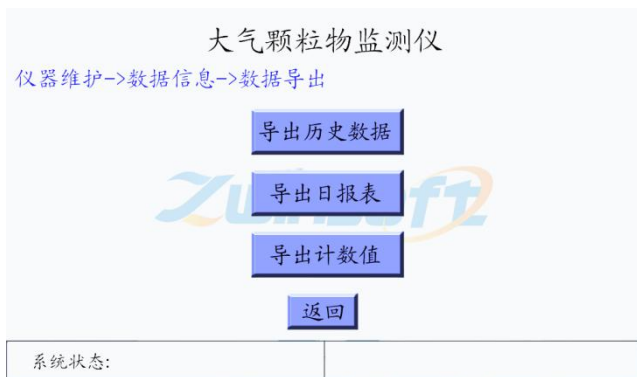 大气颗粒物监测仪
仪器维护->数据信息->数据导出
导出历史数据
导出日报表
导出计数值
返回
系统状态: